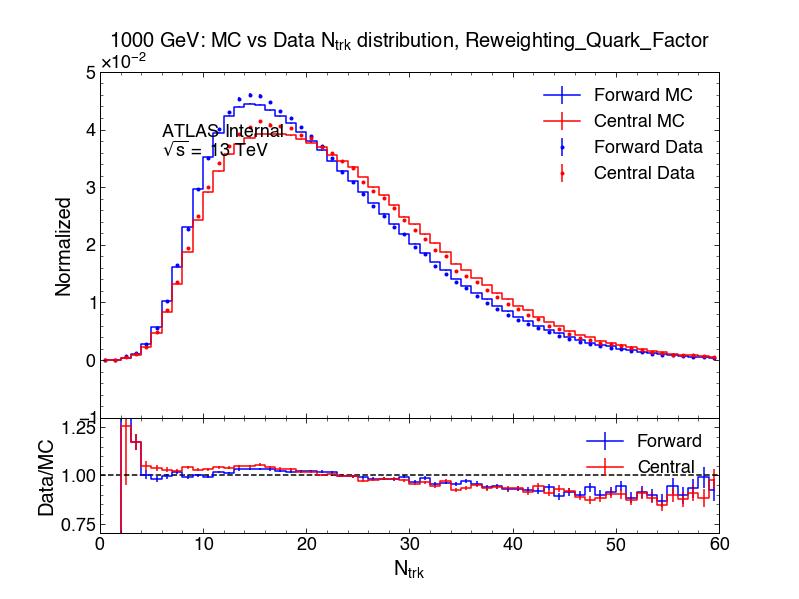 1000 GeV: MC vs Data Ntrk distribution, Reweighting_Quark_Factor
×10−2
5
4
3
2
1
0
−1
Normalized
ATLAS Internal
√s = 13 TeV
Forward MC
Central MC
Forward Data
Central Data
1.25
1.00
0.75
Data/MC
Forward
Central
0 10 20 30 40 50 60
Ntrk